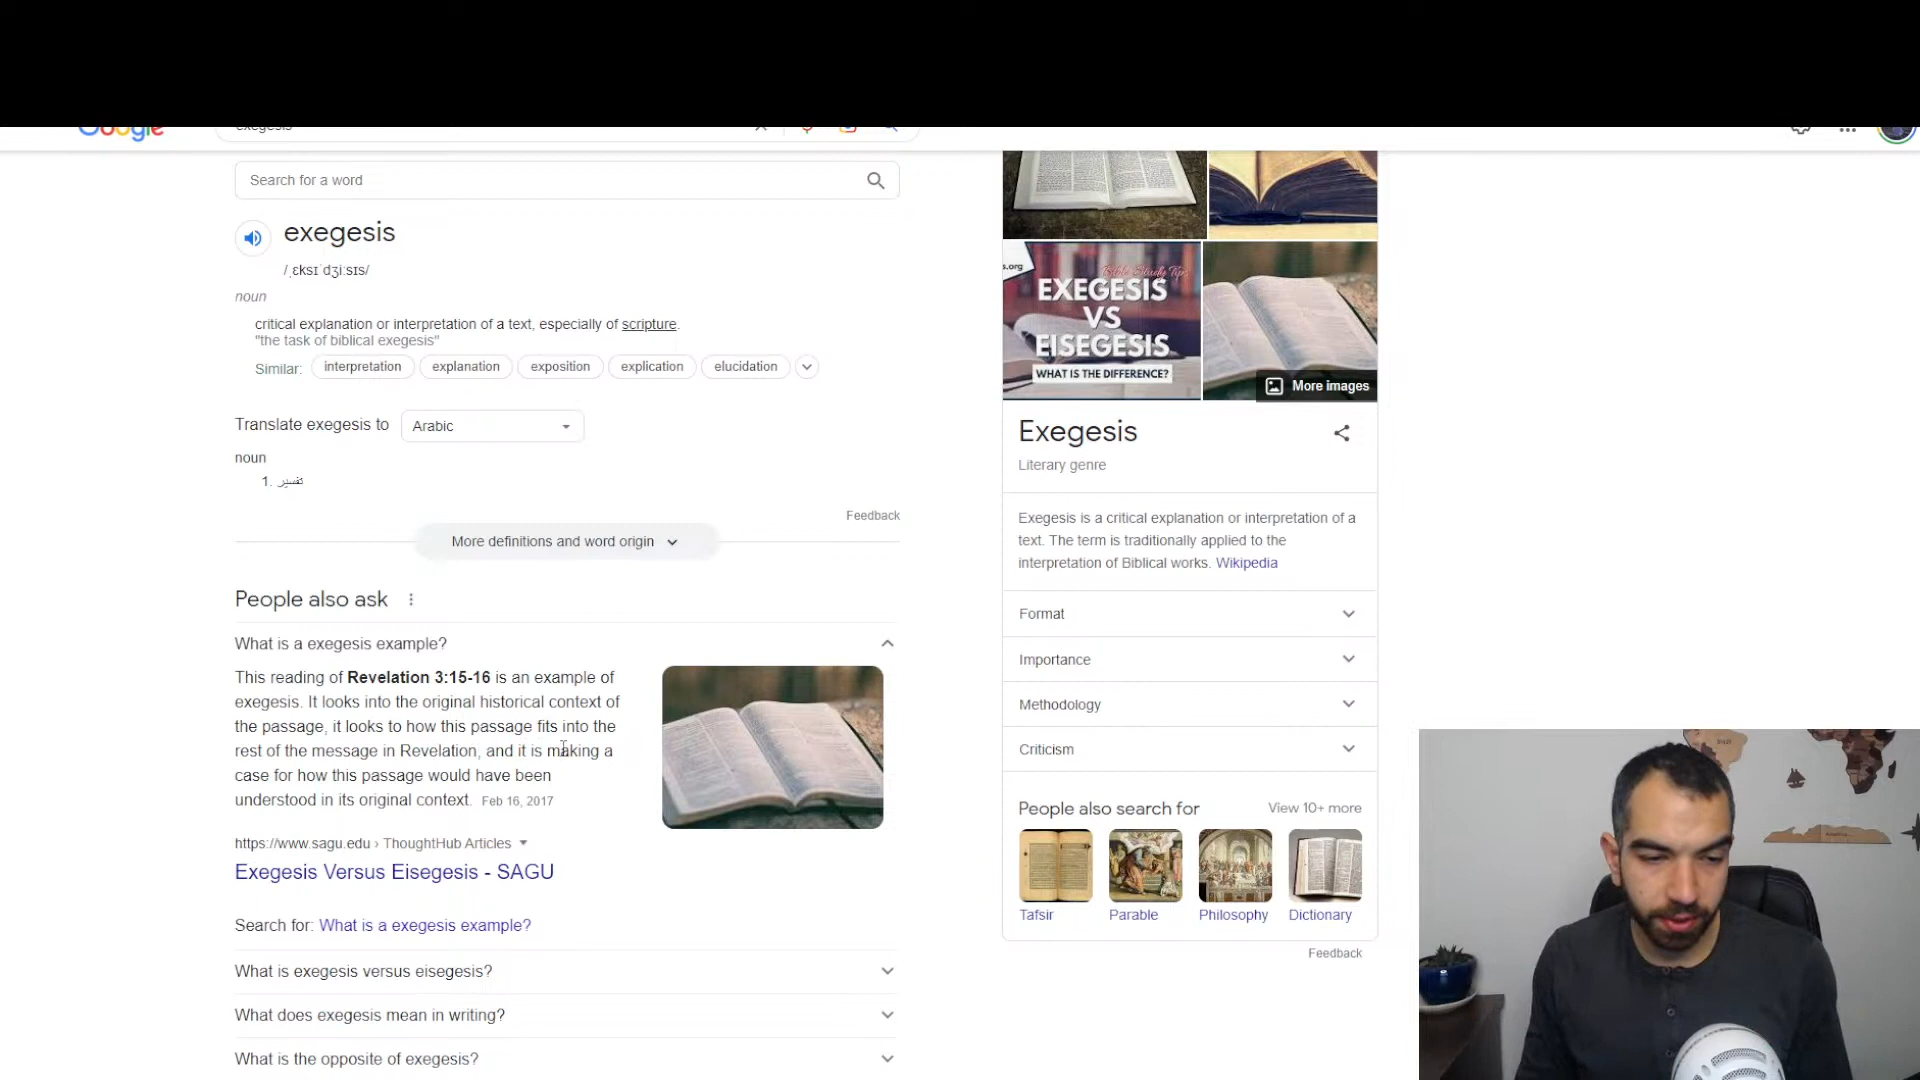 Google
exegesis
Search for a word
exegesis
/ˌɛksɪˈdʒiːsɪs/
noun
critical explanation or interpretation of a text, especially of scripture.
"the task of biblical exegesis"
Similar: interpretation explanation exposition explication elucidation
Translate exegesis to Arabic
noun
1. تفسير
Feedback
More definitions and word origin
People also ask
What is a exegesis example?
This reading of Revelation 3:15-16 is an example of
exegesis. It looks into the original historical context of
the passage, it looks to how this passage fits into the
rest of the message in Revelation, and it is making a
case for how this passage would have been
understood in its original context. Feb 16, 2017
https://www.sagu.edu › ThoughtHub Articles
Exegesis Versus Eisegesis - SAGU
Search for: What is a exegesis example?
What is exegesis versus eisegesis?
What does exegesis mean in writing?
What is the opposite of exegesis?
s.org
Bible Study Tips
EXEGESIS
VS
EISEGESIS
WHAT IS THE DIFFERENCE?
More images
Exegesis
Literary genre
Exegesis is a critical explanation or interpretation of a
text. The term is traditionally applied to the
interpretation of Biblical works. Wikipedia
Format
Importance
Methodology
Criticism
People also search for View 10+ more
Tafsir Parable Philosophy Dictionary
Feedback